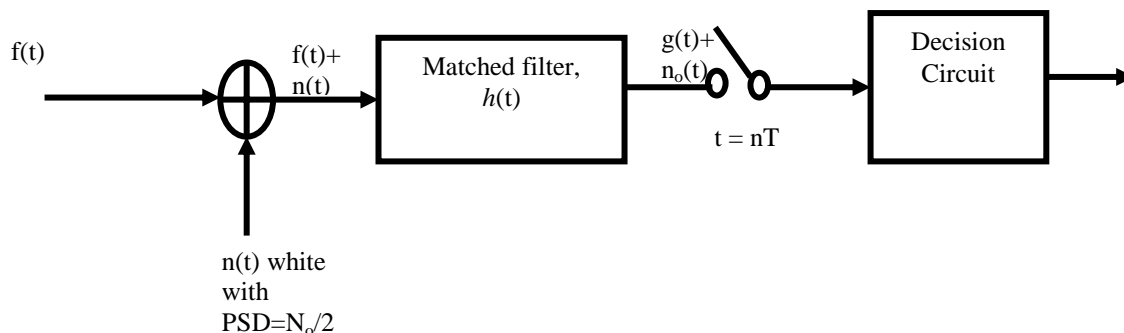 f(t)
f(t)+
n(t)
Matched filter,
h(t)
g(t)+
nₒ(t)
t = nT
Decision
Circuit
n(t) white
with
PSD=Nₒ/2